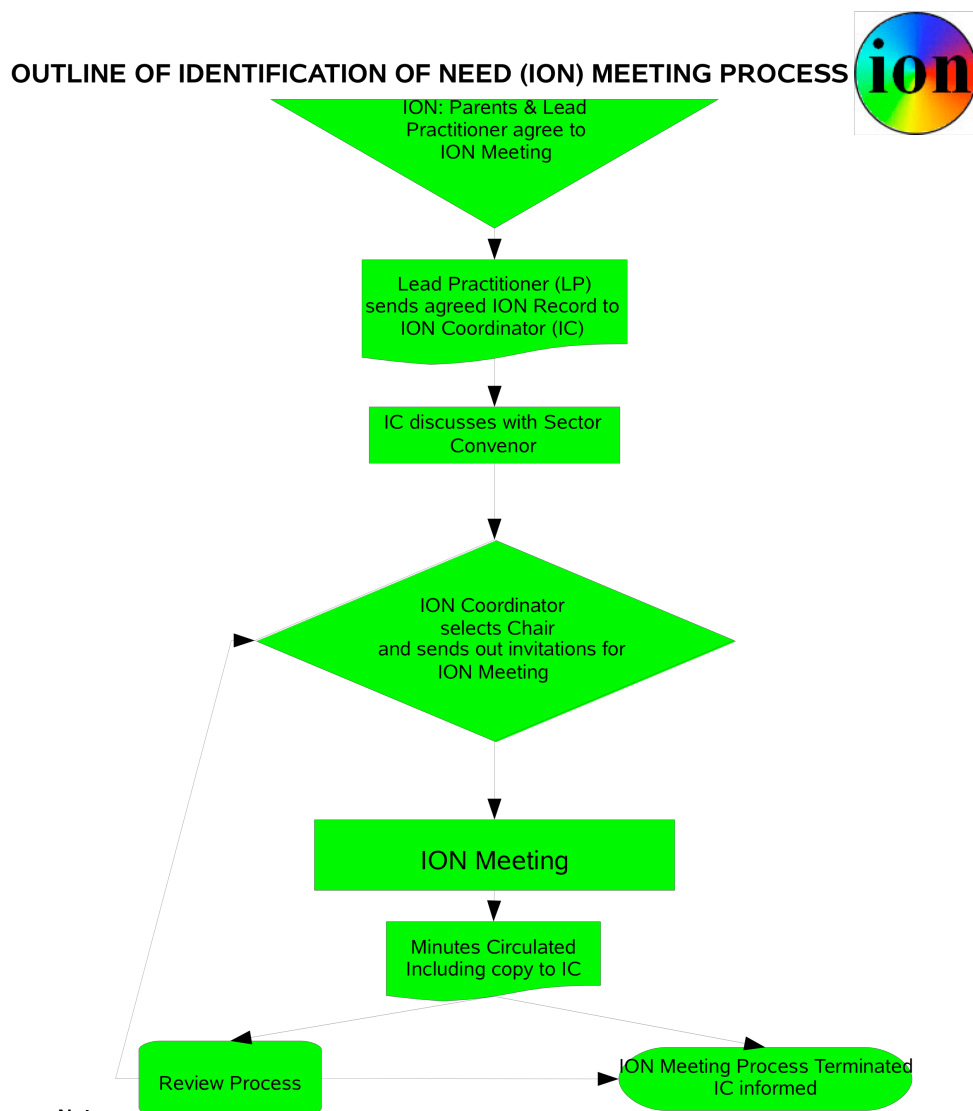 OUTLINE OF IDENTIFICATION OF NEED (ION) MEETING PROCESS
ion
ION: Parents & Lead
Practitioner agree to
ION Meeting
Lead Practitioner (LP)
sends agreed ION Record to
ION Coordinator (IC)
IC discusses with Sector
Convenor
ION Coordinator
selects Chair
and sends out invitations for
ION Meeting
ION Meeting
Minutes Circulated
Including copy to IC
Review Process
ION Meeting Process Terminated
IC informed